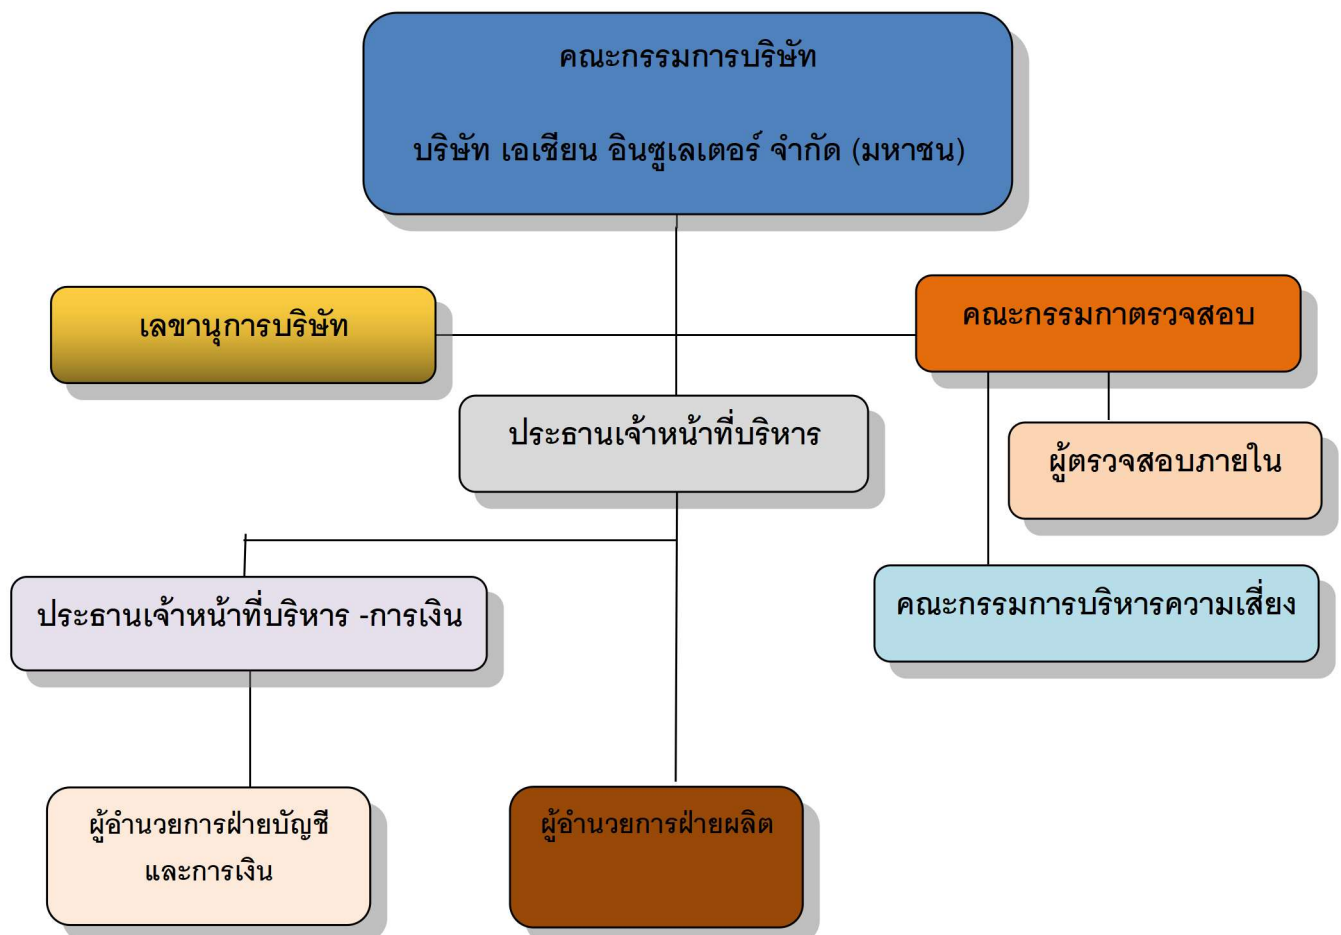 คณะกรรมการบริษัท
บริษัท เอเชียน อินซูเลเตอร์ จำกัด (มหาชน)
เลขานุการบริษัท
คณะกรรมกาตรวจสอบ
ประธานเจ้าหน้าที่บริหาร
ผู้ตรวจสอบภายใน
ประธานเจ้าหน้าที่บริหาร -การเงิน
คณะกรรมการบริหารความเสี่ยง
ผู้อำนวยการฝ่ายบัญชี
และการเงิน
ผู้อำนวยการฝ่ายผลิต